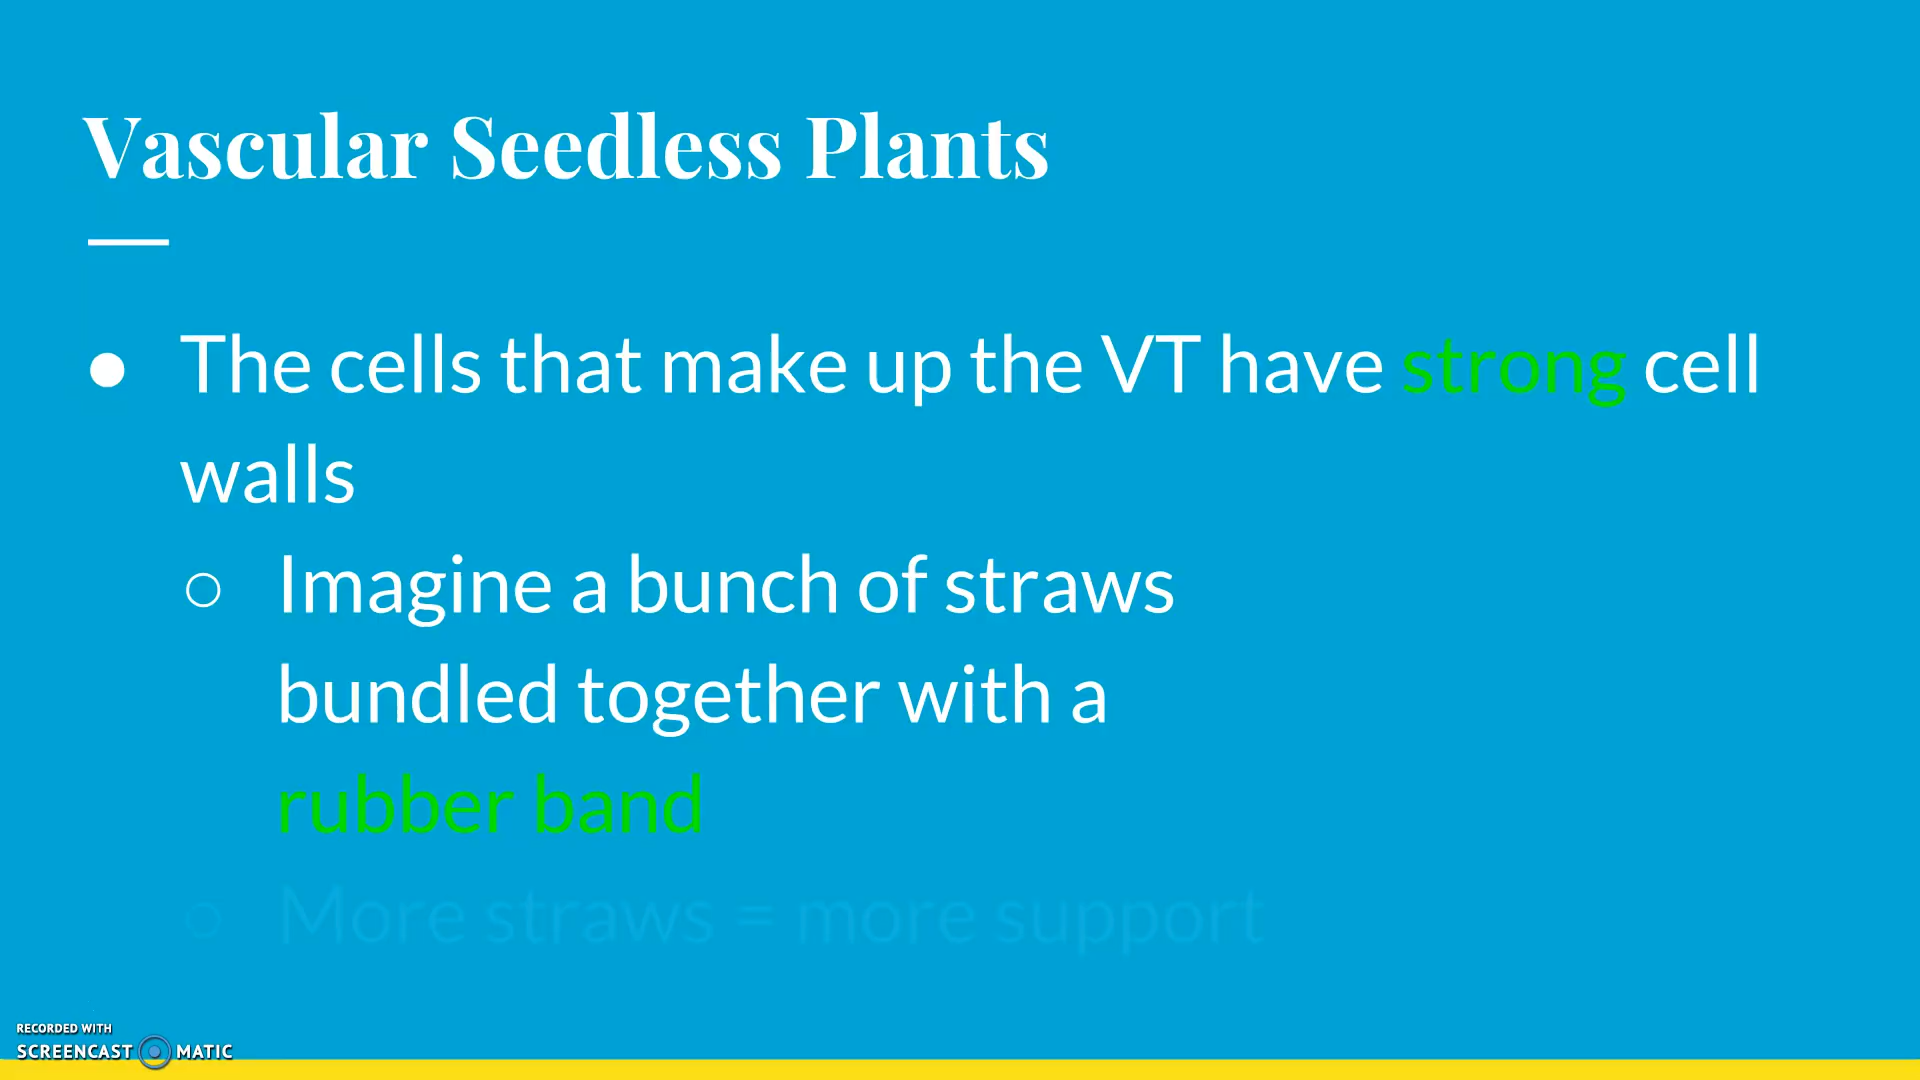 Vascular Seedless Plants
● The cells that make up the VT have strong cell
walls
○ Imagine a bunch of straws
bundled together with a
rubber band
○ More straws = more support
RECORDED WITH
SCREENCAST MATIC